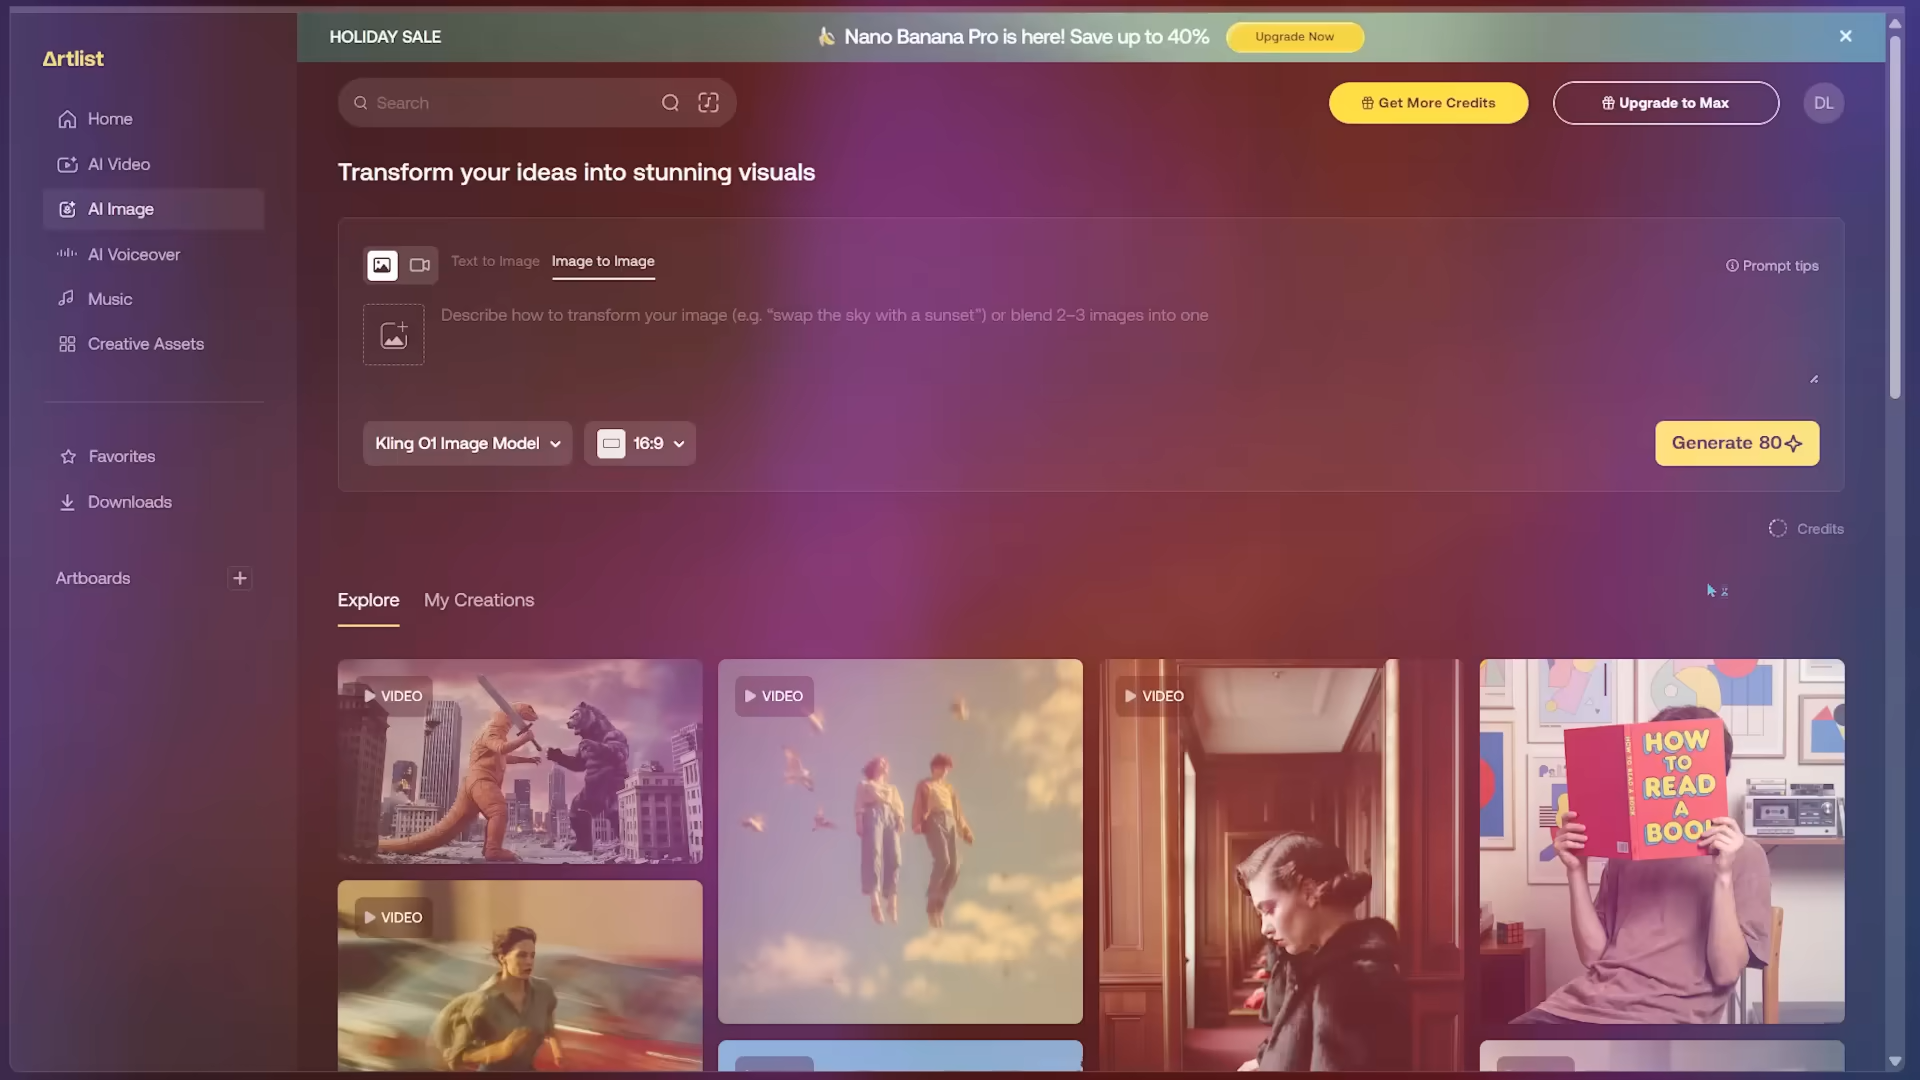 HOLIDAY SALE
Nano Banana Pro is here! Save up to 40%
Upgrade Now
Artlist
Home
AI Video
AI Image
AI Voiceover
Music
Creative Assets
Favorites
Downloads
Artboards
Search
Get More Credits
Upgrade to Max
DL
Transform your ideas into stunning visuals
Text to Image
Image to Image
Prompt tips
Describe how to transform your image (e.g. “swap the sky with a sunset”) or blend 2–3 images into one
Kling O1 Image Model
16:9
Generate 80
Credits
Explore
My Creations
VIDEO
VIDEO
VIDEO
HOW TO READ A BOOK
HOW
TO
READ
A
BOO
VIDEO